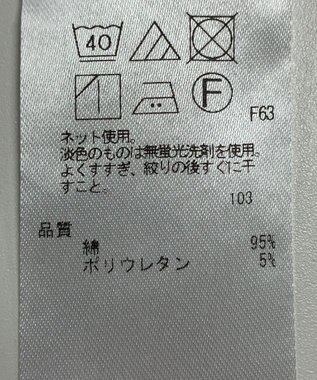 40
F
F63
ネット使用。
淡色のものは無蛍光洗剤を使用。
よくすすぎ、絞りの後すぐに干
すこと。
103
品質
綿 95%
ポリウレタン 5%